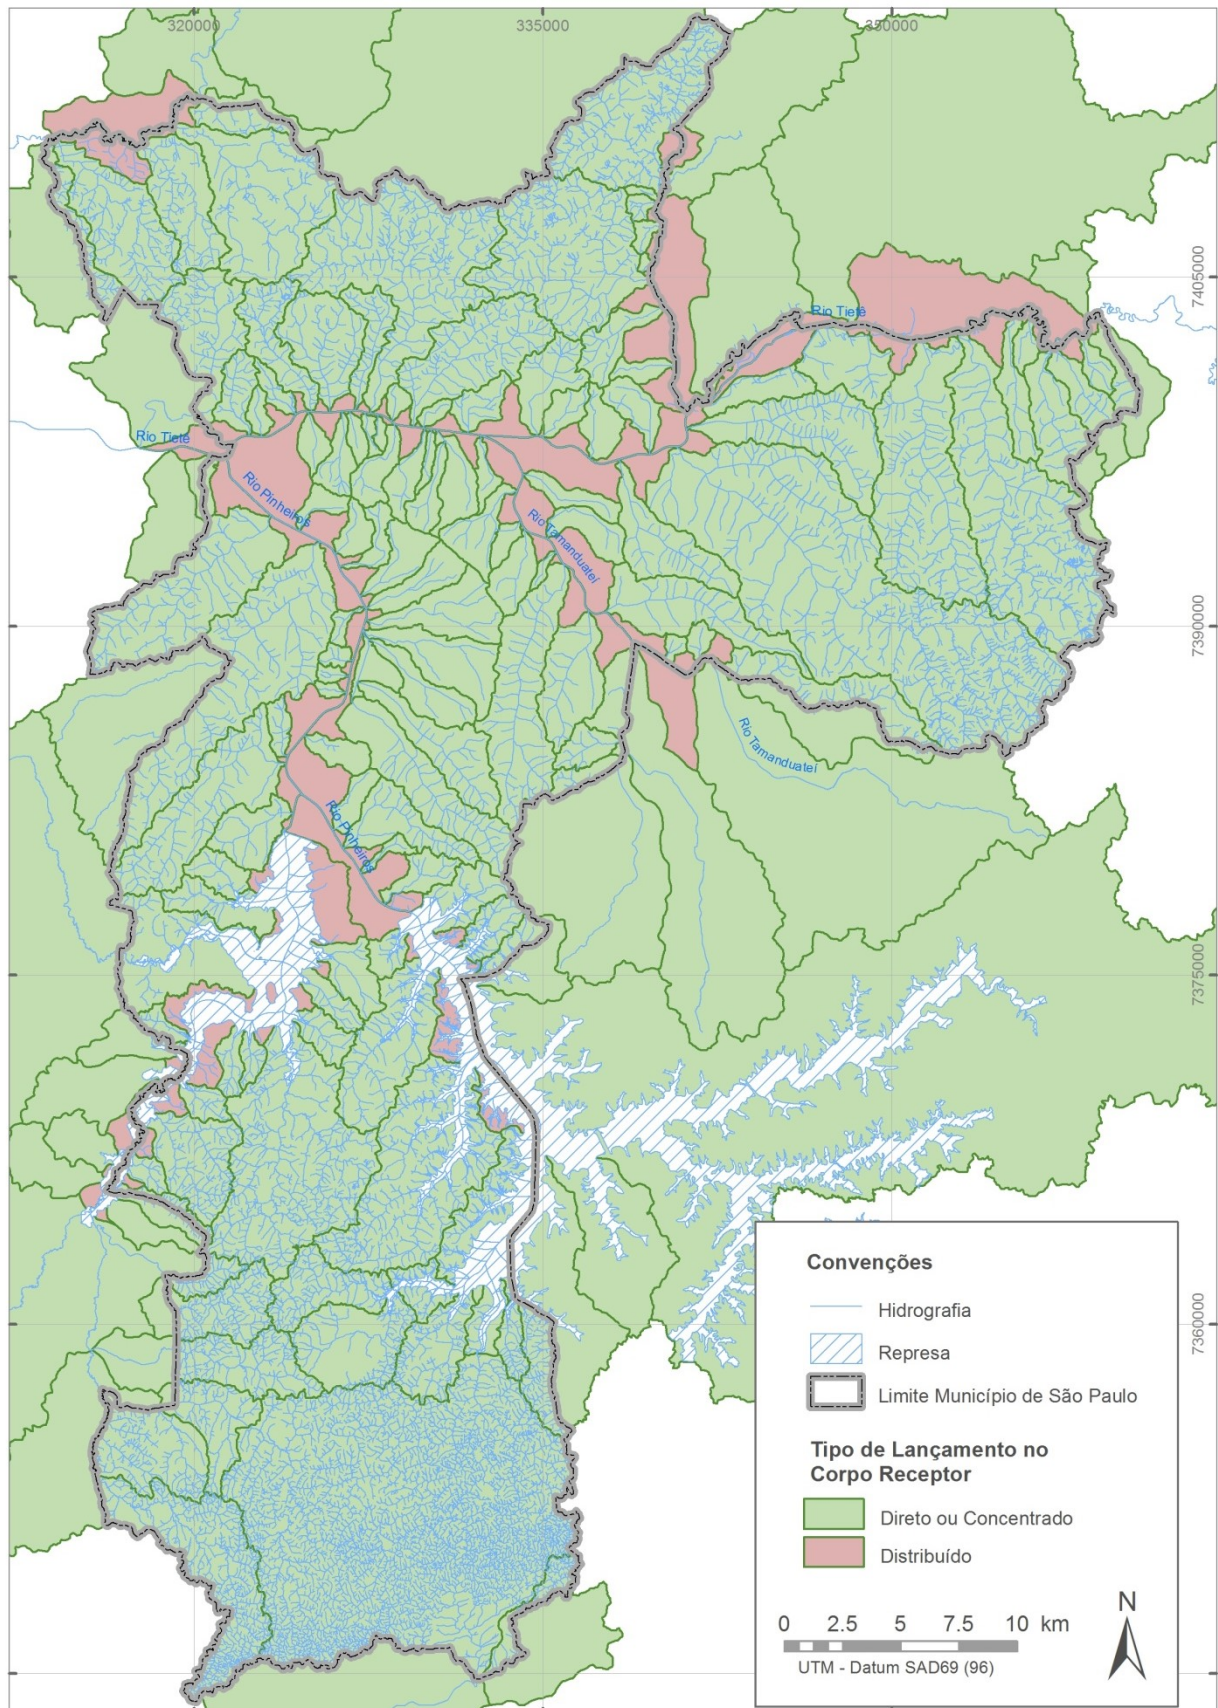 320000
335000
350000
7405000
Rio Tietê
Rio Tietê
Rio Pinheiros
Rio Tamanduateí
7390000
Rio Tamanduateí
Rio Pinheiros
7375000
Convenções
Hidrografia
Represa
Limite Município de São Paulo
7360000
Tipo de Lançamento no
Corpo Receptor
Direto ou Concentrado
Distribuído
N
0 2.5 5 7.5 10 km
UTM - Datum SAD69 (96)